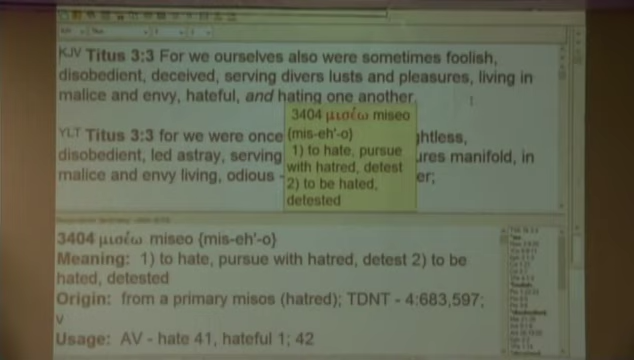 KJV Titus 3:3 For we ourselves also were sometimes foolish,
disobedient, deceived, serving divers lusts and pleasures, living in
malice and envy, hateful, and hating one another.
3404 μισέω miseo
{mis-eh'-o}
1) to hate, pursue
with hatred, detest
2) to be hated,
detested
YLT Titus 3:3 for we were once htless,
disobedient, led astray, serving ures manifold, in
malice and envy living, odious - er;
3404 μισέω miseo {mis-eh'-o}
Meaning: 1) to hate, pursue with hatred, detest 2) to be
hated, detested
Origin: from a primary misos (hatred); TDNT - 4:683,597;
v
Usage: AV - hate 41, hateful 1; 42